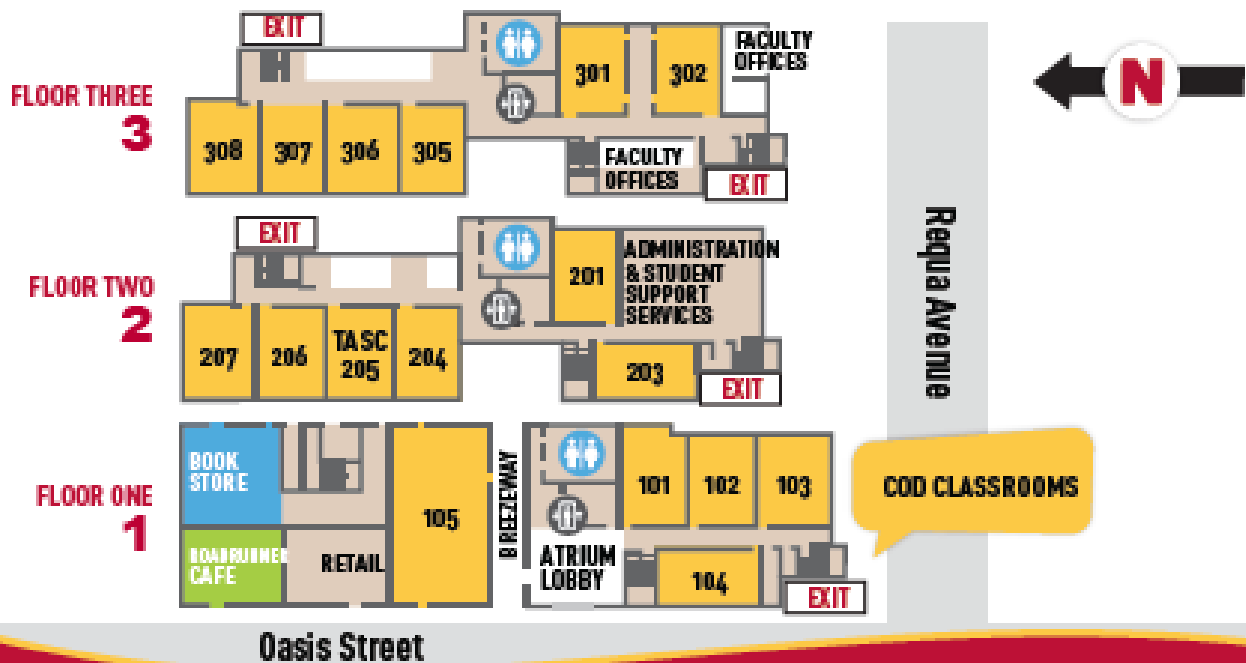 EXIT
N
FLOOR THREE
3
301
302
FACULTY
OFFICES
308
307
306
305
FACULTY
OFFICES
EXIT
EXIT
FLOOR TWO
2
201
ADMINISTRATION
& STUDENT
SUPPORT
SERVICES
207
206
TASC
205
204
203
EXIT
Requa Avenue
FLOOR ONE
1
BOOK
STORE
105
BREEZEWAY
101
102
103
COD CLASSROOMS
ROADRUNNER
CAFE
RETAIL
ATRIUM
LOBBY
104
EXIT
Oasis Street